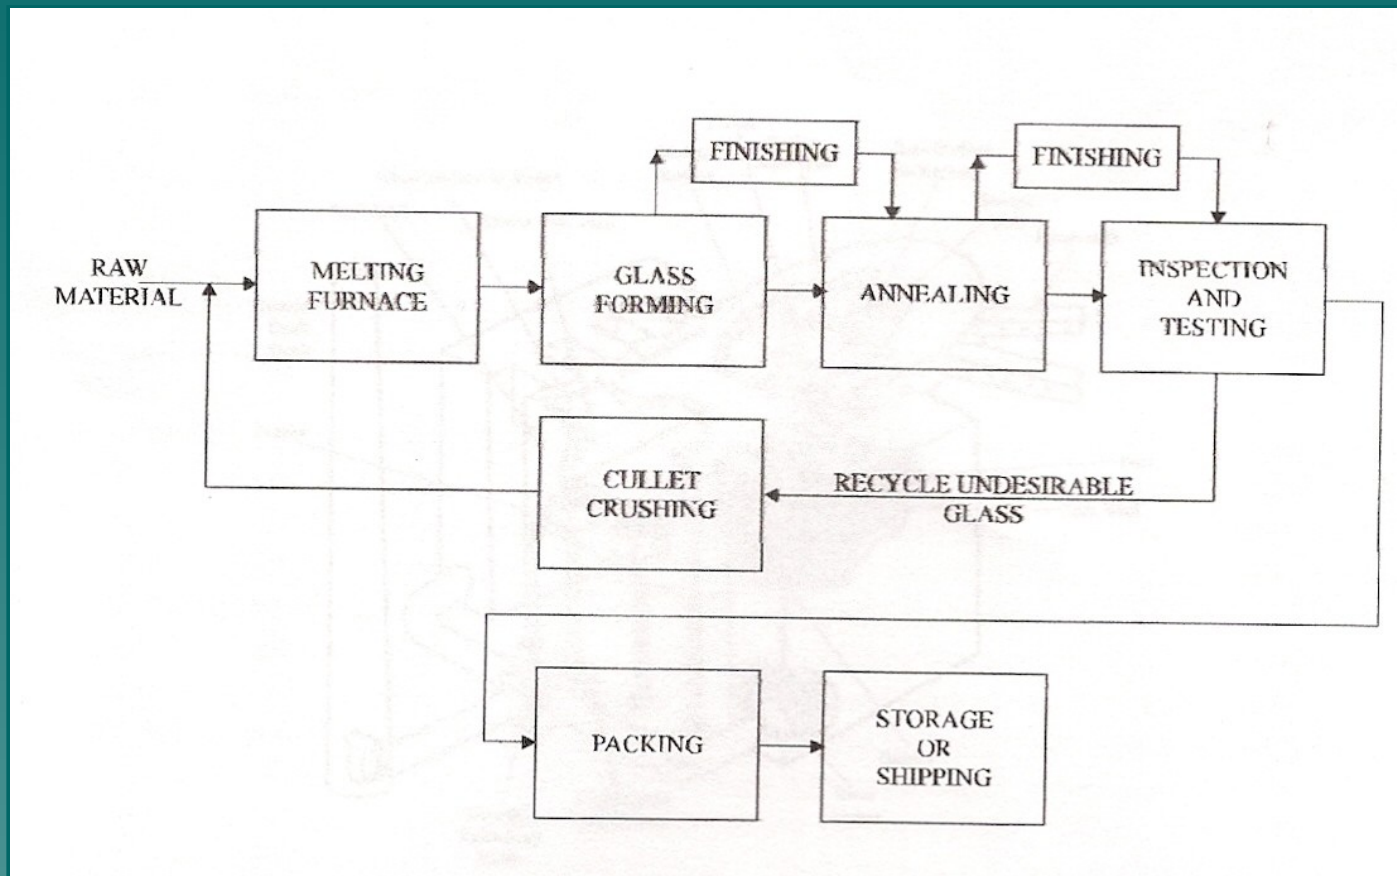 FINISHING
FINISHING
RAW
MATERIAL
MELTING
FURNACE
GLASS
FORMING
ANNEALING
INSPECTION
AND
TESTING
CULLET
CRUSHING
RECYCLE UNDESIRABLE
GLASS
PACKING
STORAGE
OR
SHIPPING